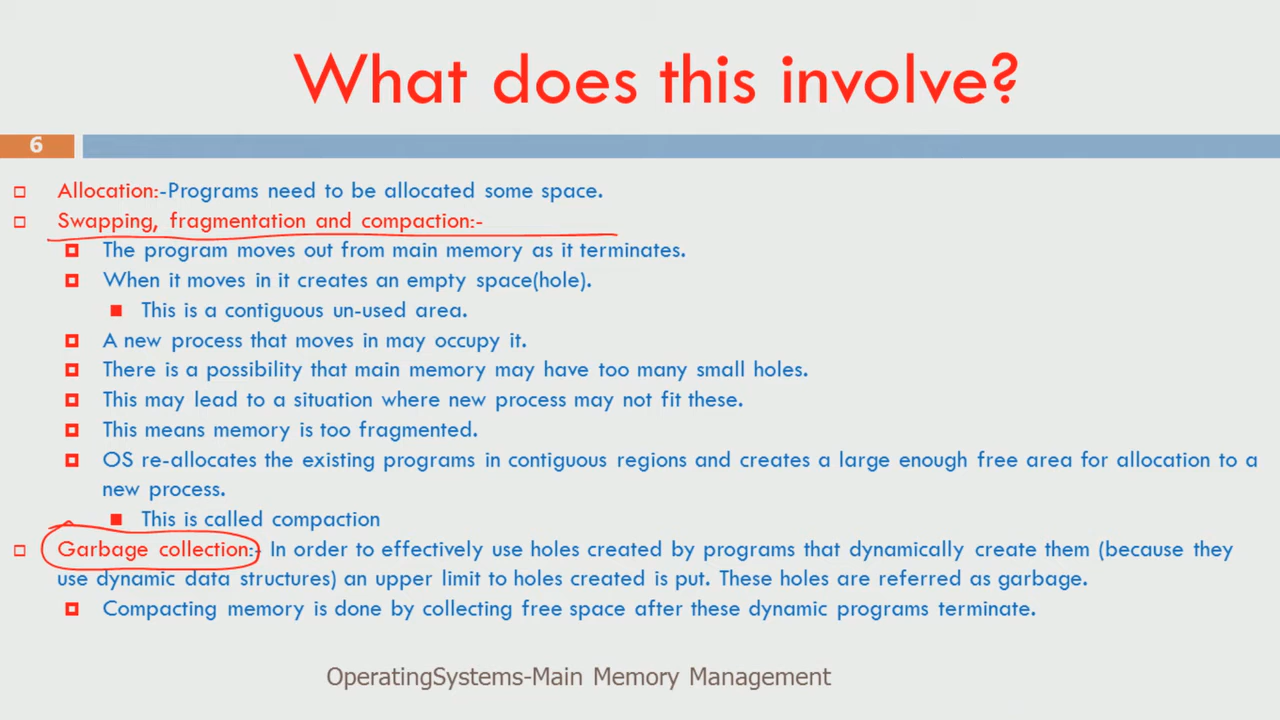 What does this involve?
6
Allocation:-Programs need to be allocated some space.
Swapping, fragmentation and compaction:-
The program moves out from main memory as it terminates.
When it moves in it creates an empty space(hole).
This is a contiguous un-used area.
A new process that moves in may occupy it.
There is a possibility that main memory may have too many small holes.
This may lead to a situation where new process may not fit these.
This means memory is too fragmented.
OS re-allocates the existing programs in contiguous regions and creates a large enough free area for allocation to a
new process.
This is called compaction
Garbage collection:- In order to effectively use holes created by programs that dynamically create them (because they
use dynamic data structures) an upper limit to holes created is put. These holes are referred as garbage.
Compacting memory is done by collecting free space after these dynamic programs terminate.
OperatingSystems-Main Memory Management